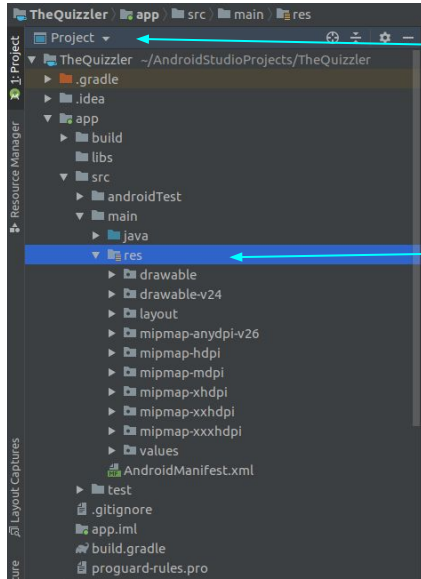 TheQuizzler app src main res
Project
1: Project
TheQuizzler ~/AndroidStudioProjects/TheQuizzler
.gradle
.idea
app
build
libs
Resource Manager
src
androidTest
main
java
res
drawable
drawable-v24
layout
mipmap-anydpi-v26
mipmap-hdpi
mipmap-mdpi
mipmap-xhdpi
mipmap-xxhdpi
mipmap-xxxhdpi
values
AndroidManifest.xml
Layout Captures
test
.gitignore
app.iml
build.gradle
proguard-rules.pro